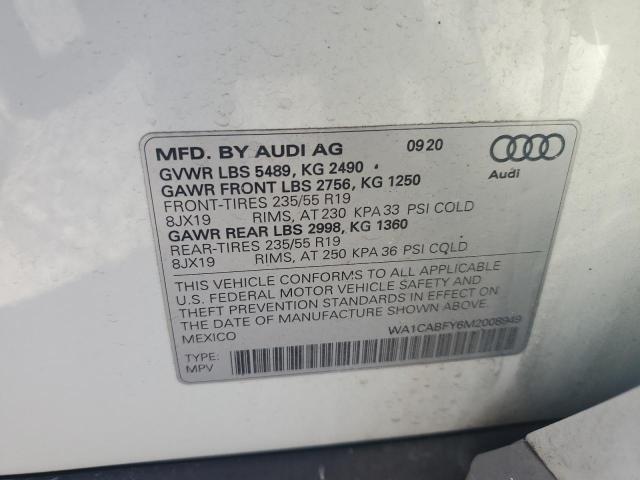 MFD. BY AUDI AG 09 20
GVWR LBS 5489, KG 2490
GAWR FRONT LBS 2756, KG 1250
FRONT-TIRES 235/55 R19
8JX19 RIMS, AT 230 KPA 33 PSI COLD
GAWR REAR LBS 2998, KG 1360
REAR-TIRES 235/55 R19
8JX19 RIMS, AT 250 KPA 36 PSI COLD
Audi
THIS VEHICLE CONFORMS TO ALL APPLICABLE
U.S. FEDERAL MOTOR VEHICLE SAFETY AND
THEFT PREVENTION STANDARDS IN EFFECT ON
THE DATE OF MANUFACTURE SHOWN ABOVE.
MEXICO
WA1CABFY6M2008949
TYPE:
MPV